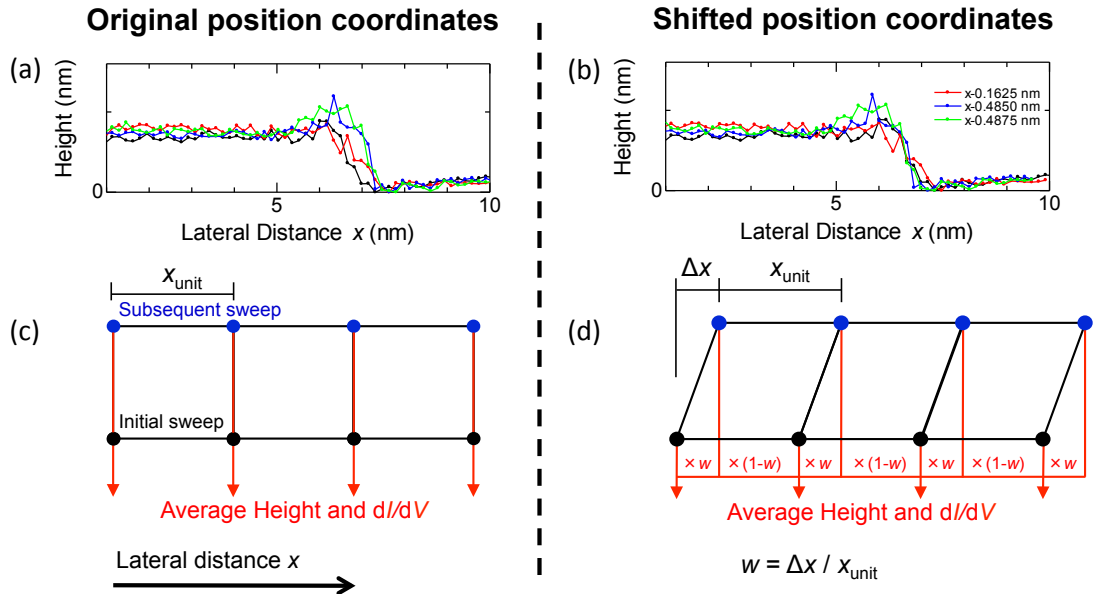 Original position coordinates
Shifted position coordinates
(a)
Height (nm)
0
5
10
Lateral Distance x (nm)
(b)
Height (nm)
x-0.1625 nm
x-0.4850 nm
x-0.4875 nm
0
5
10
Lateral Distance x (nm)
(c)
xunit
Subsequent sweep
Initial sweep
Average Height and dI/dV
Lateral distance x
(d)
Δx
xunit
× w
× (1-w)
× w
× (1-w)
× w
× (1-w)
× w
Average Height and dI/dV
w = Δx / xunit